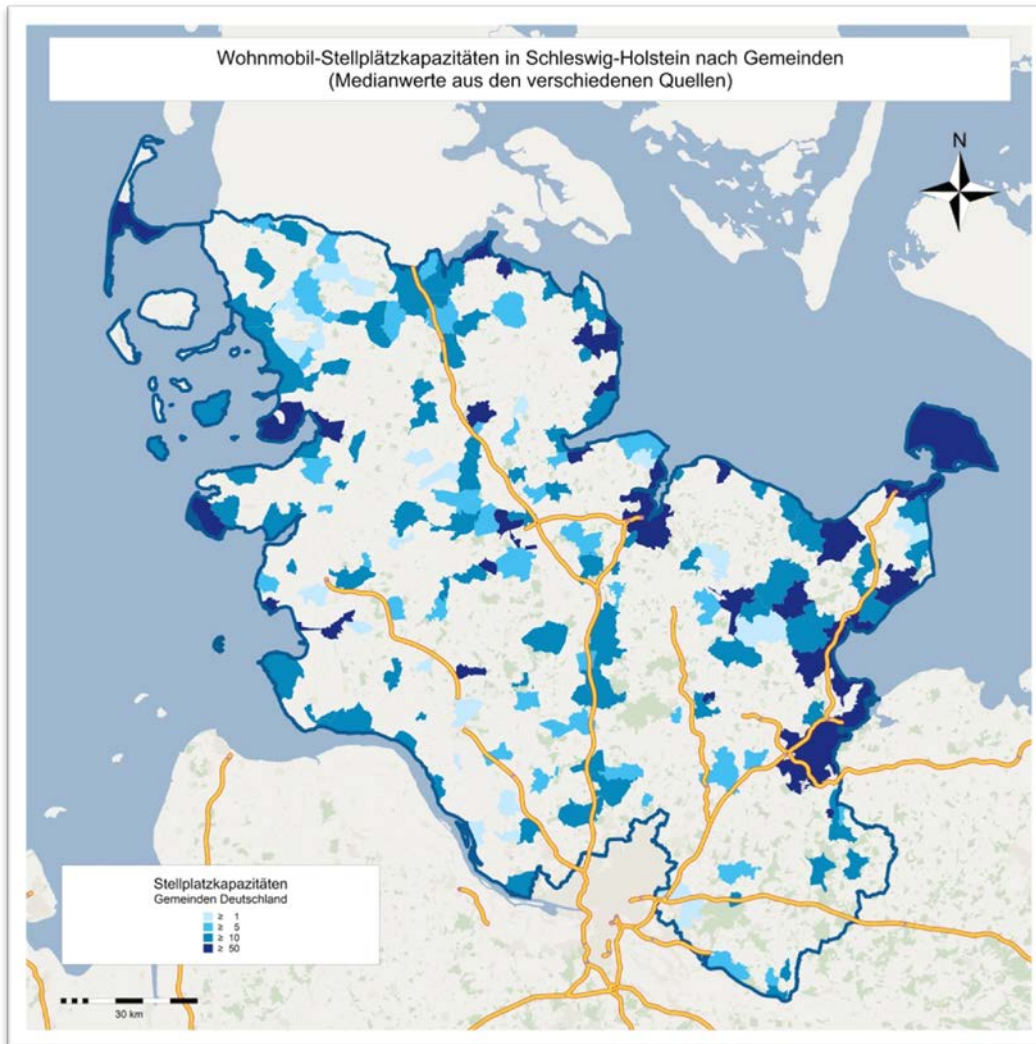 Wohnmobil-Stellplätzkapazitäten in Schleswig-Holstein nach Gemeinden
(Medianwerte aus den verschiedenen Quellen)
N
Stellplatzkapazitäten
Gemeinden Deutschland
≥ 1
≥ 5
≥ 10
≥ 50
30 km